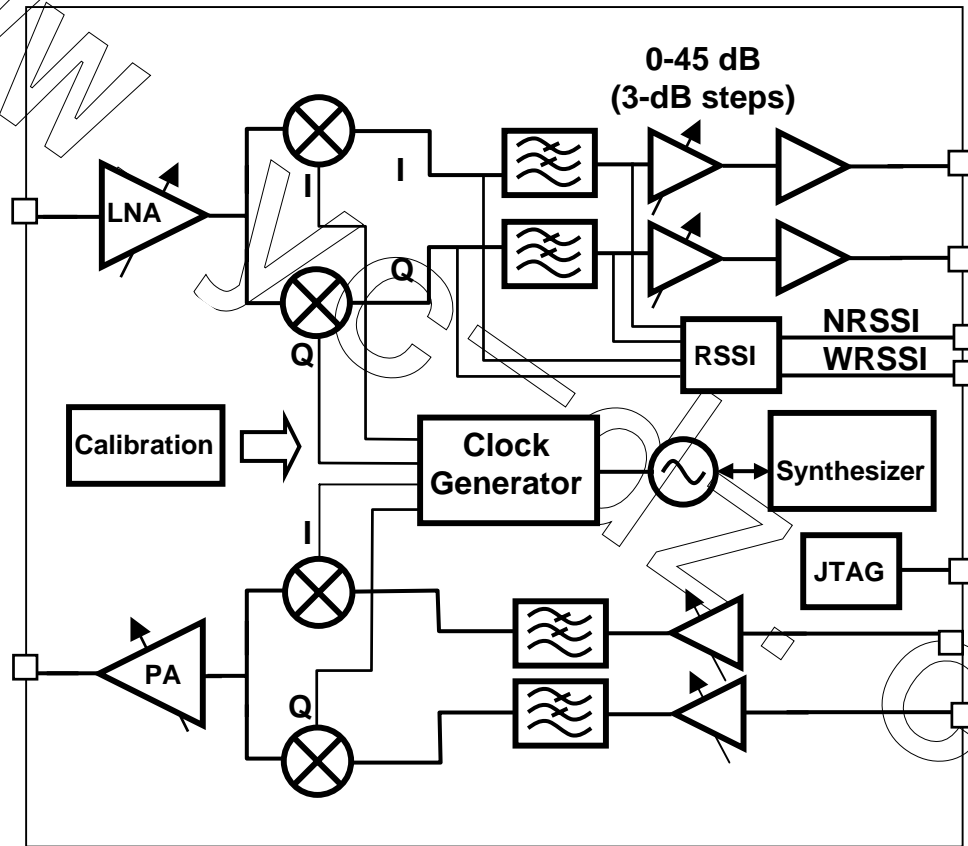 0-45 dB
(3-dB steps)
LNA
I
I
Q
Q
NRSSI
RSSI
WRSSI
Calibration
Clock
Generator
Synthesizer
I
JTAG
PA
Q